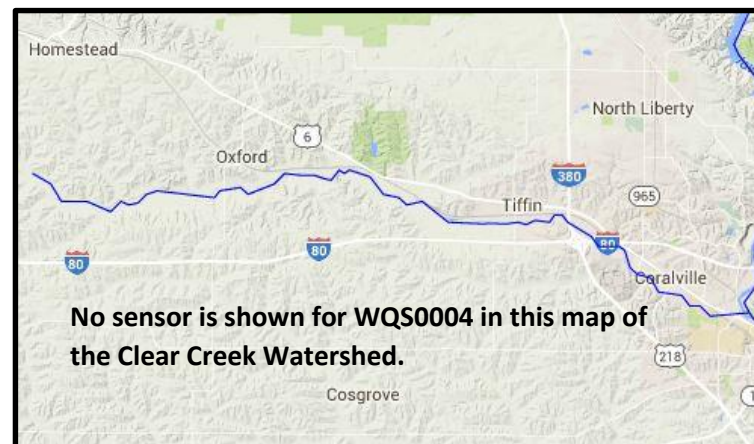 Homestead
North Liberty
6
Oxford
380
965
Tiffin
80
80
80
Coralville
No sensor is shown for WQS0004 in this map of
the Clear Creek Watershed.
218
Cosgrove
1